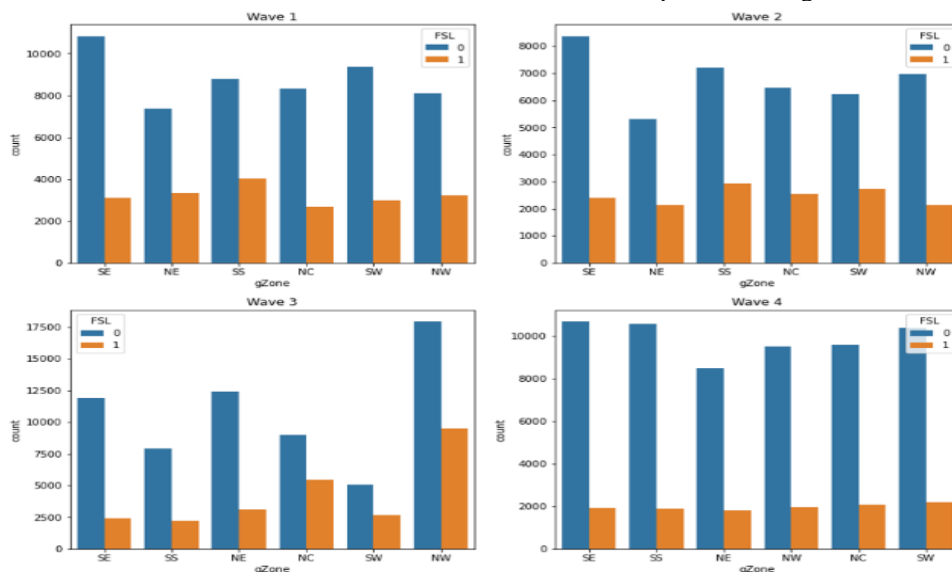 Wave 1
FSL
0
1
10000
8000
6000
4000
2000
0
count
SE NE SS NC SW NW
gZone
Wave 2
FSL
0
1
8000
7000
6000
5000
4000
3000
2000
1000
0
count
SE NE SS NC SW NW
gZone
Wave 3
FSL
0
1
17500
15000
12500
10000
7500
5000
2500
0
count
SE SS NE NC SW NW
gZone
Wave 4
FSL
0
1
10000
8000
6000
4000
2000
0
count
SE SS NE NW NC SW
gZone